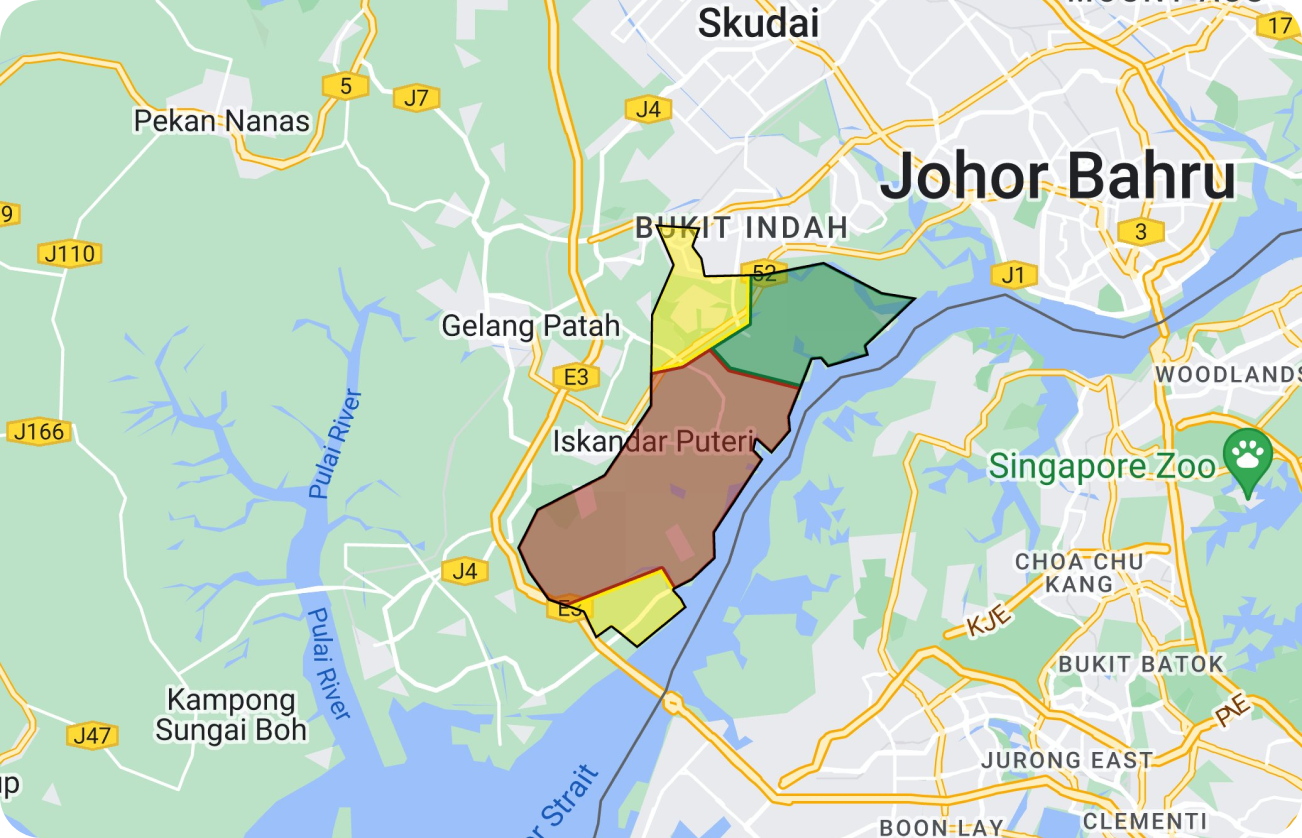 Skudai
17
5
J7
J4
Pekan Nanas
Johor Bahru
9
BUKIT INDAH
3
J110
52
J1
Gelang Patah
E3
WOODLANDS
J166
Iskandar Puteri
Pulai River
Singapore Zoo
J4
CHOA CHU
KANG
E3
KJE
Pulai River
BUKIT BATOK
Kampong
Sungai Boh
PIE
J47
JURONG EAST
Strait
CLEMENTI
BOON LAY